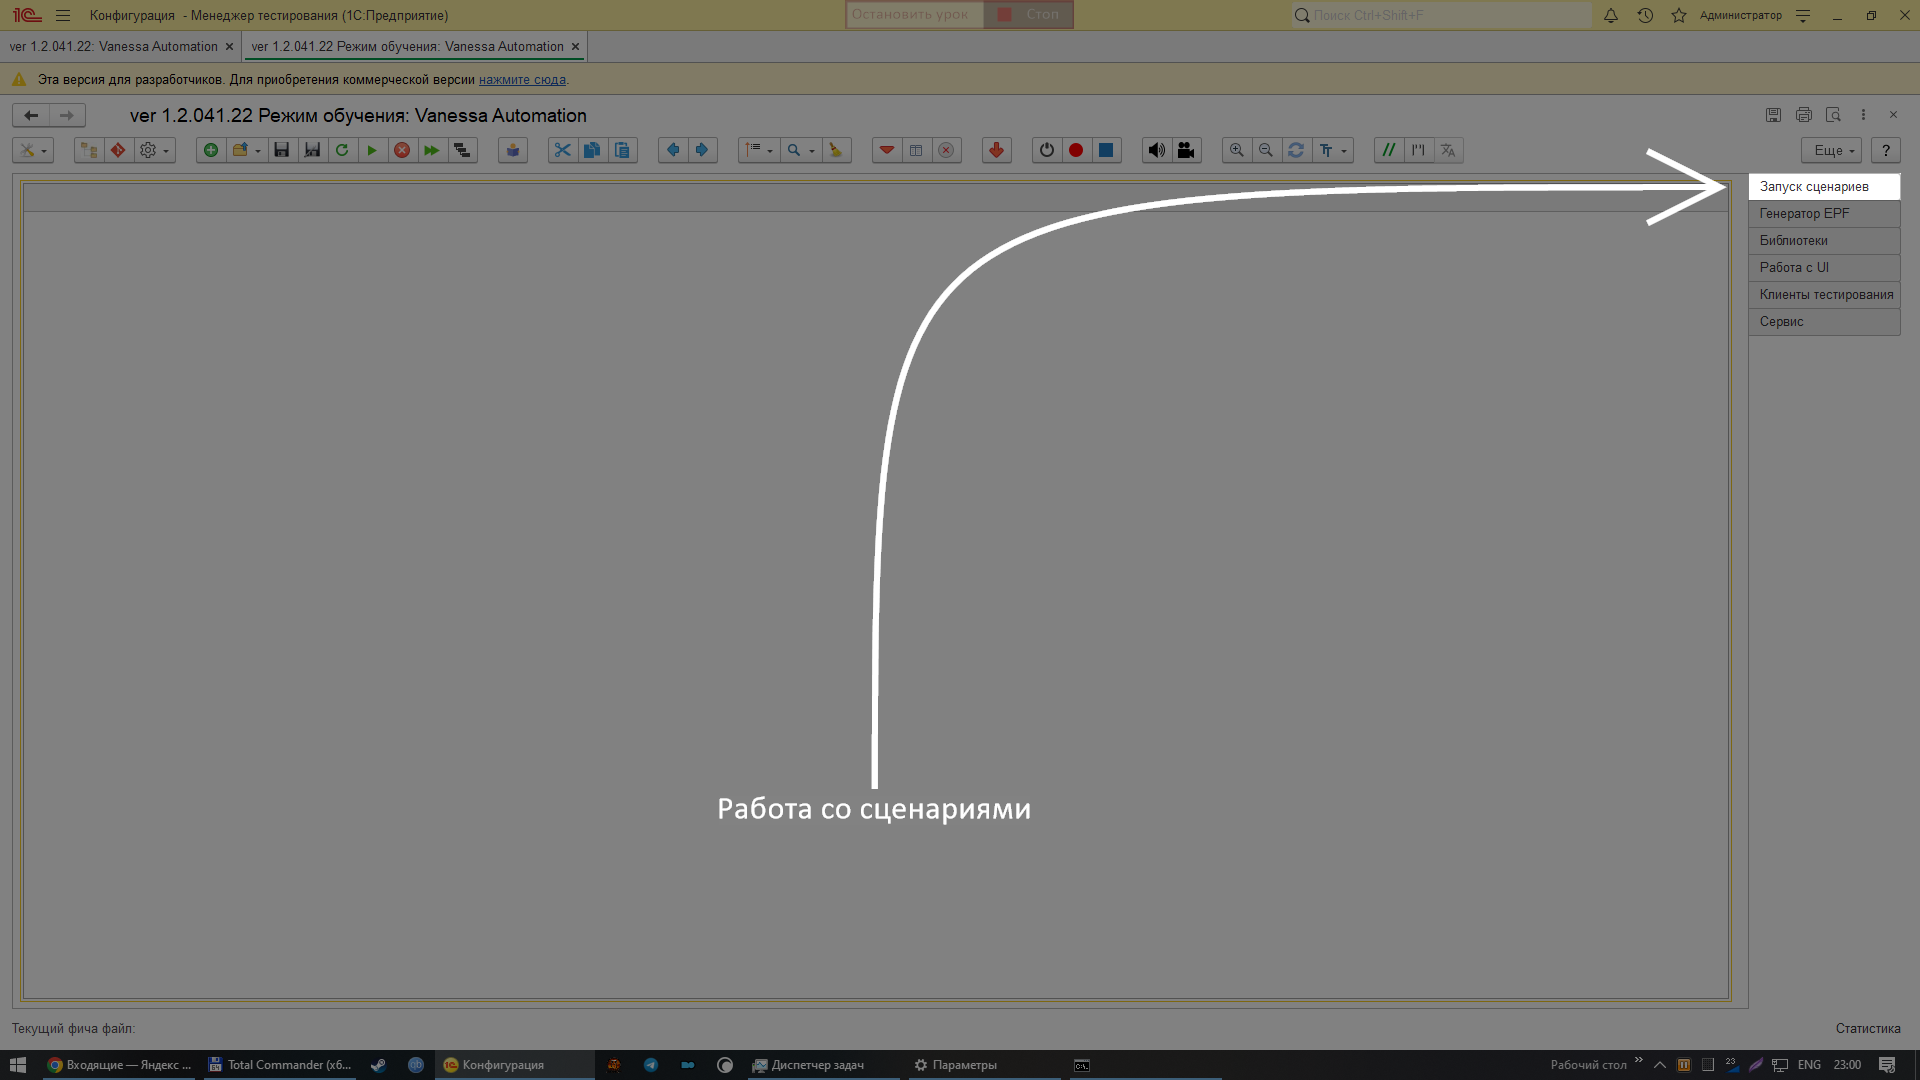 Конфигурация - Менеджер тестирования (1С:Предприятие)
Остановить урок
Стоп
Поиск Ctrl+Shift+F
Администратор
ver 1.2.041.22: Vanessa Automation
ver 1.2.041.22 Режим обучения: Vanessa Automation
Эта версия для разработчиков. Для приобретения коммерческой версии нажмите сюда.
ver 1.2.041.22 Режим обучения: Vanessa Automation
Еще
?
Запуск сценариев
Генератор EPF
Библиотеки
Работа с UI
Клиенты тестирования
Сервис
Работа со сценариями
Текущий фича файл:
Статистика
Входящие — Яндекс ...
Total Commander (x6...
Конфигурация
Диспетчер задач
Параметры
Рабочий стол
23
ENG
23:00